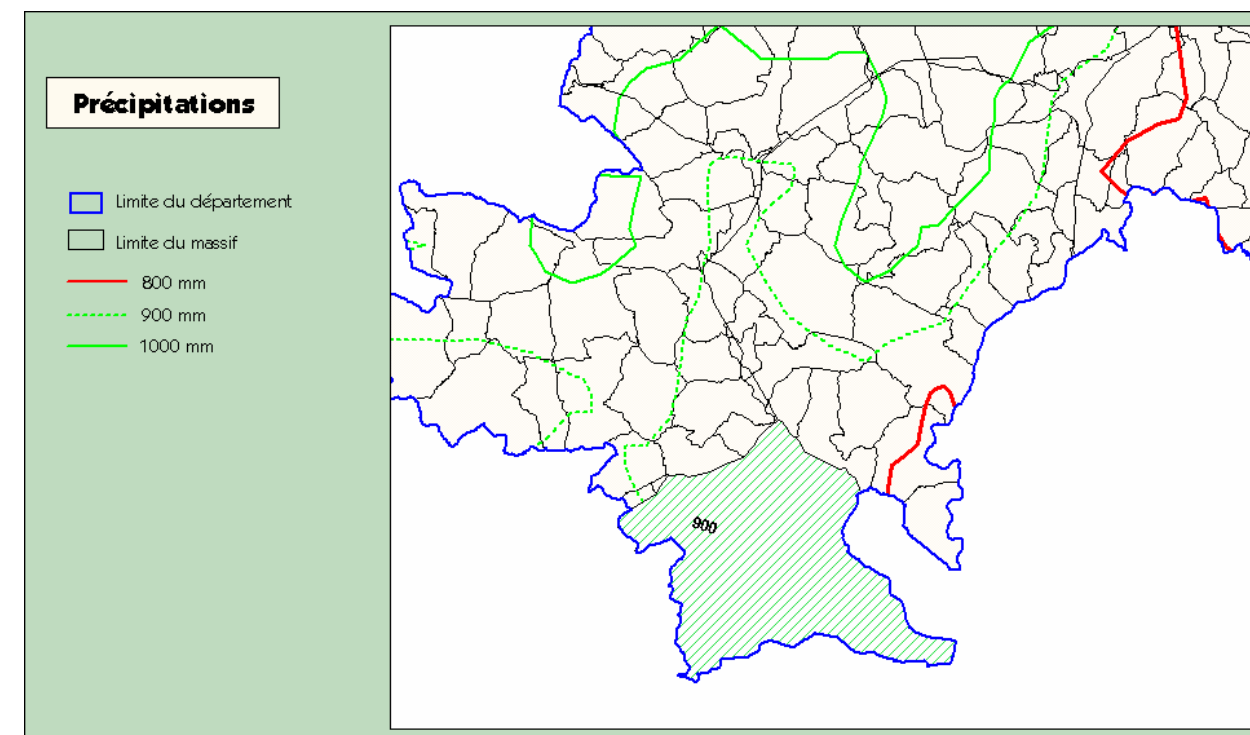 Précipitations
Limite du département
Limite du massif
800 mm
900 mm
1000 mm
900